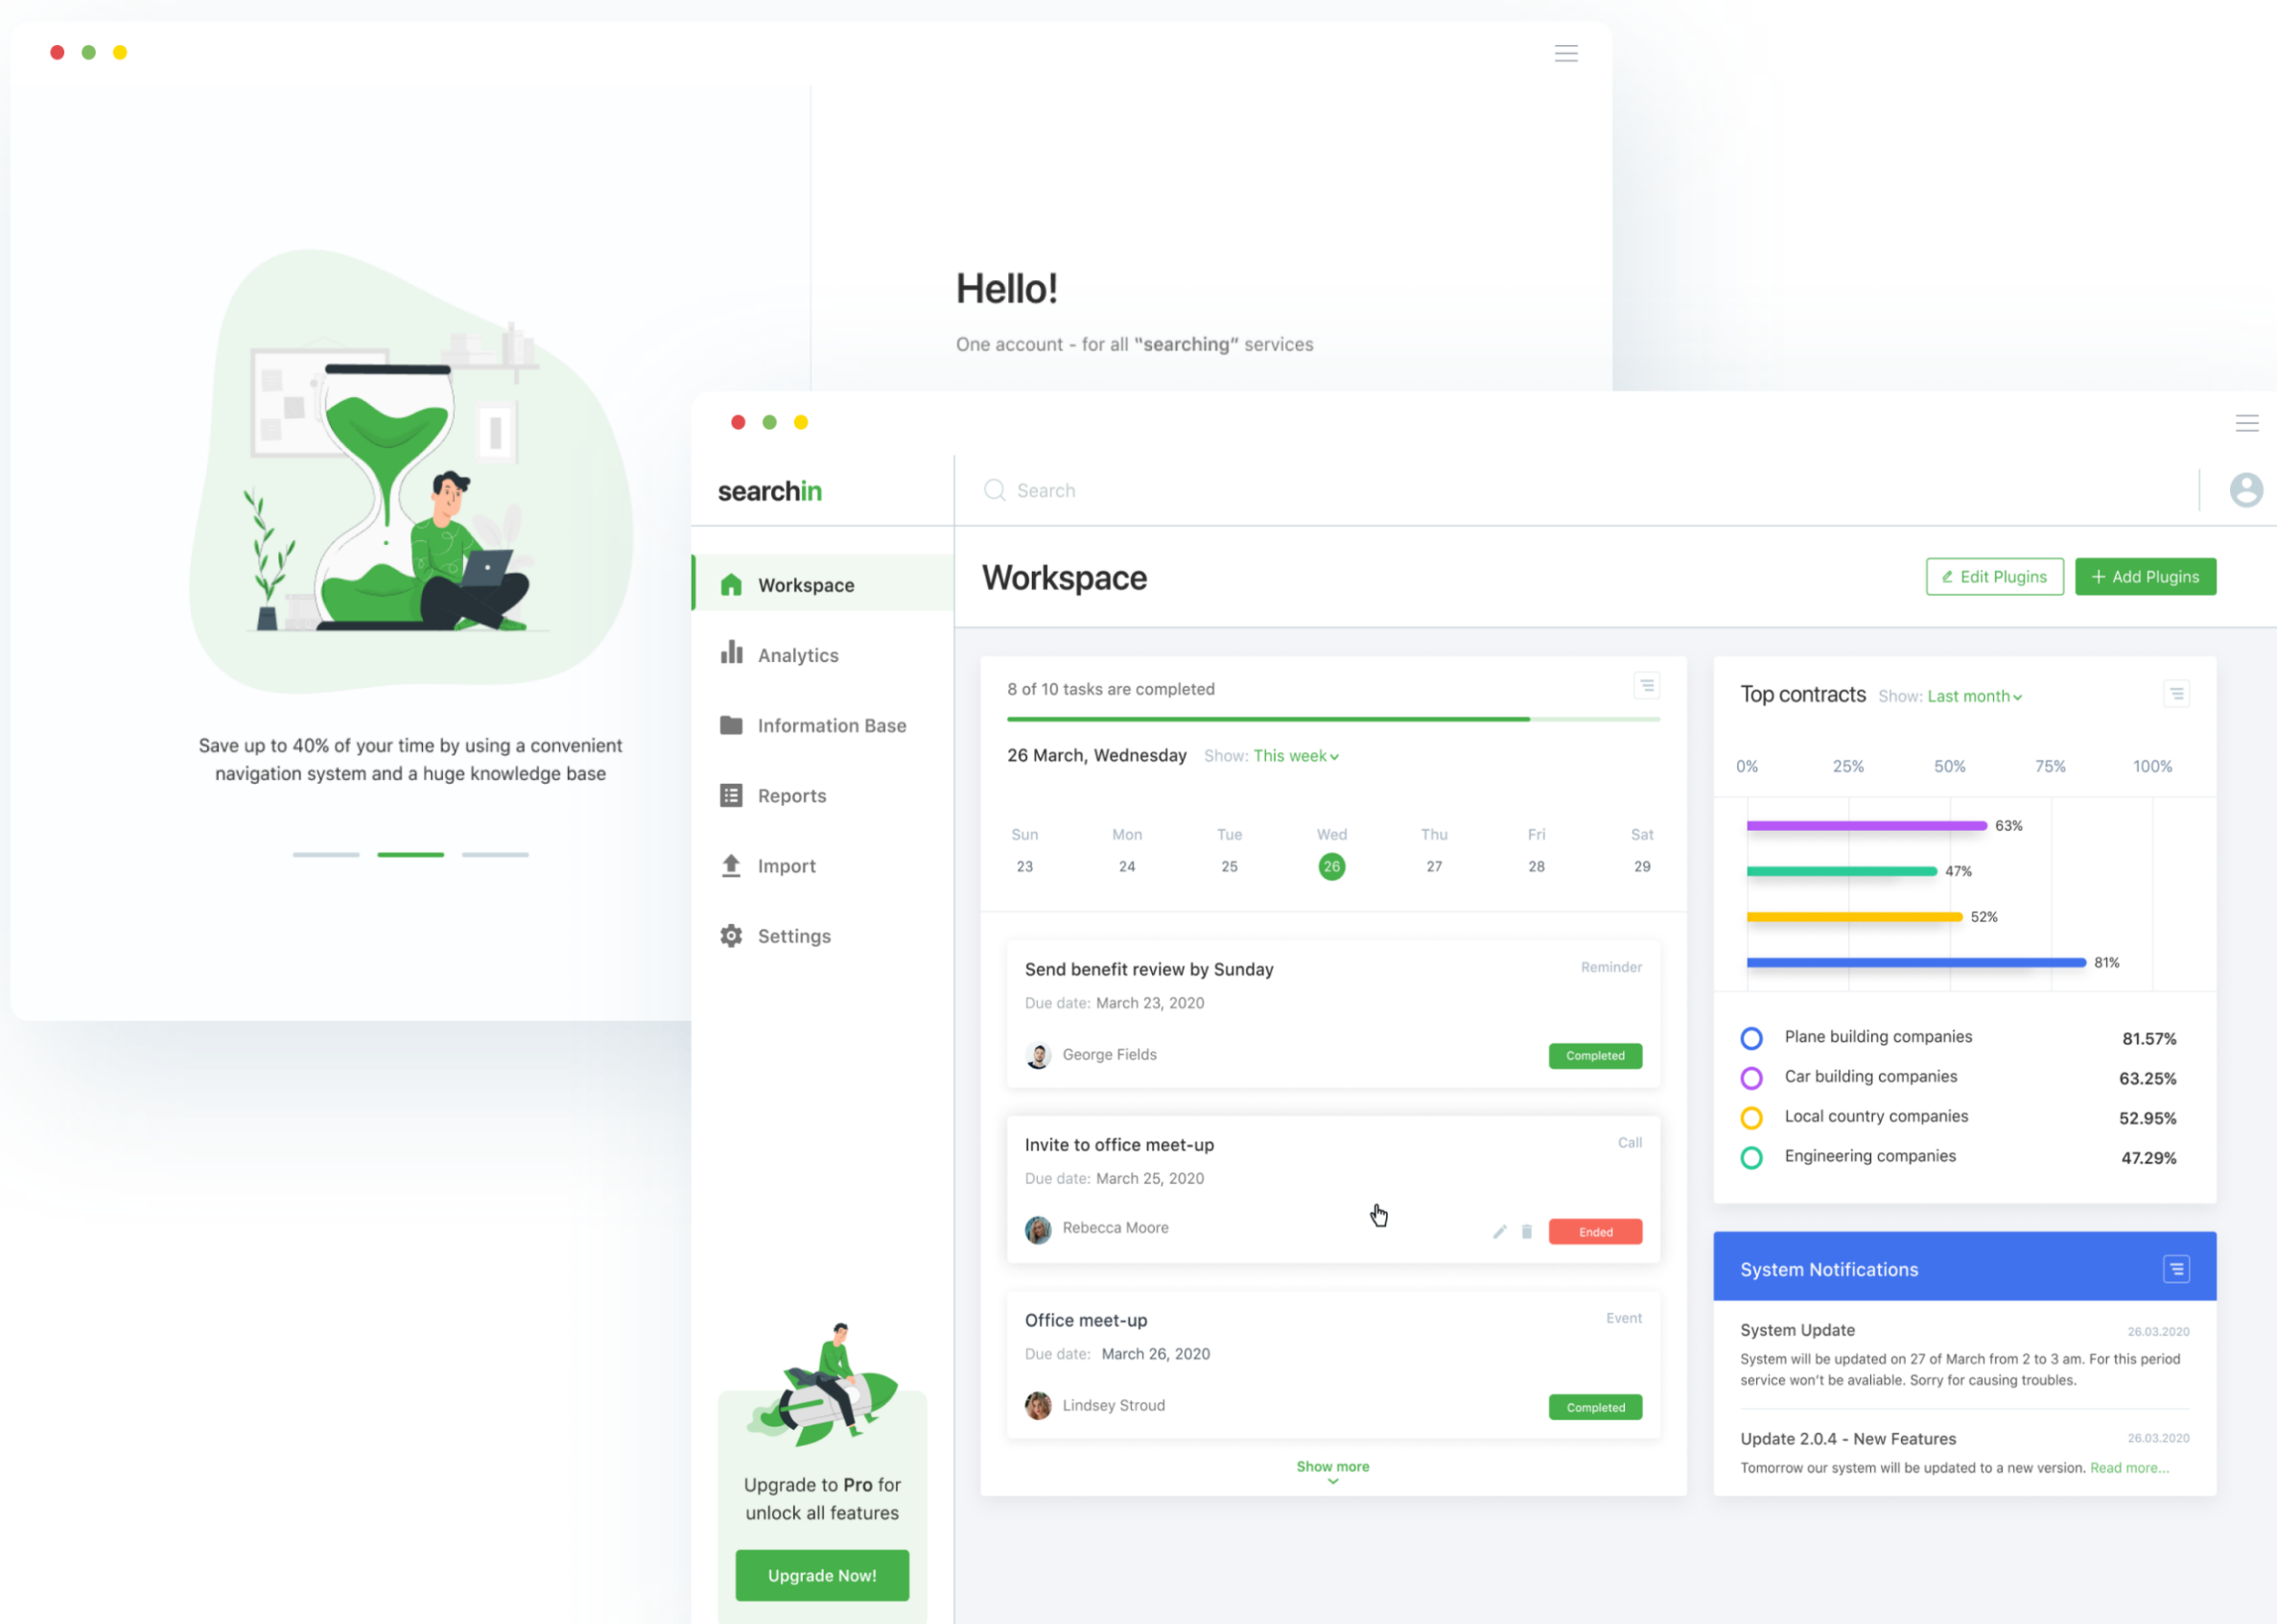 Hello!
One account - for all “searching” services
Save up to 40% of your time by using a convenient
navigation system and a huge knowledge base
searchin
Search
Workspace
Analytics
Information Base
Reports
Import
Settings
Upgrade to Pro for
unlock all features
Upgrade Now!
Workspace
Edit Plugins
Add Plugins
8 of 10 tasks are completed
26 March, Wednesday Show: This week
Sun Mon Tue Wed Thu Fri Sat
23 24 25 26 27 28 29
Send benefit review by Sunday
Reminder
Due date: March 23, 2020
George Fields
Completed
Invite to office meet-up
Call
Due date: March 25, 2020
Rebecca Moore
Ended
Office meet-up
Event
Due date: March 26, 2020
Lindsey Stroud
Completed
Show more
Top contracts Show: Last month
0% 25% 50% 75% 100%
63%
47%
52%
81%
Plane building companies 81.57%
Car building companies 63.25%
Local country companies 52.95%
Engineering companies 47.29%
System Notifications
System Update 26.03.2020
System will be updated on 27 of March from 2 to 3 am. For this period
service won’t be avaliable. Sorry for causing troubles.
Update 2.0.4 - New Features 26.03.2020
Tomorrow our system will be updated to a new version. Read more...